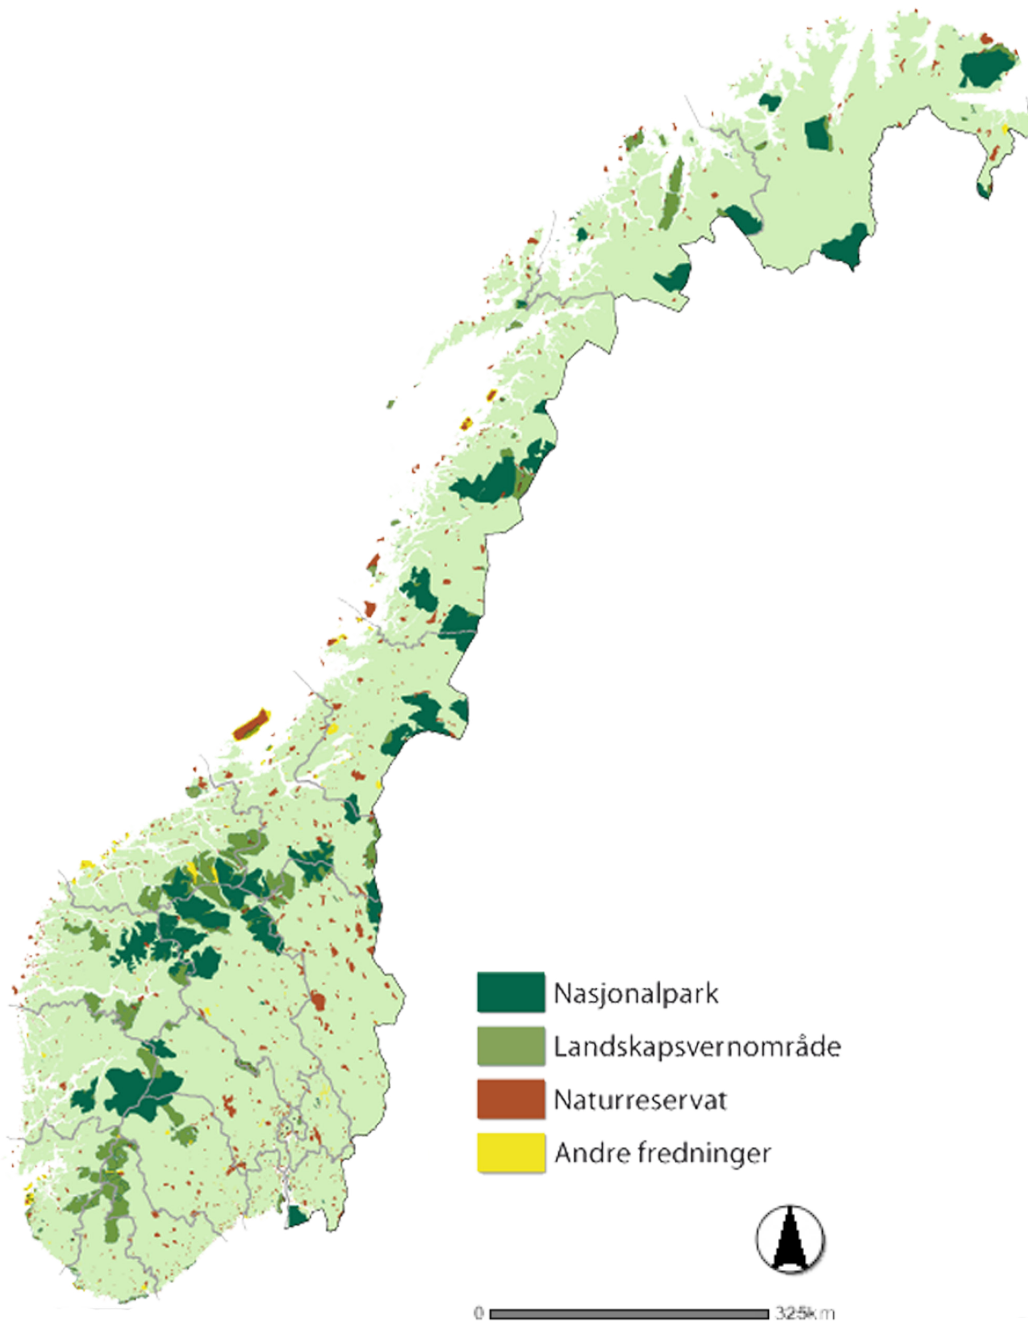 Nasjonalpark
Landskapsvernområde
Naturreservat
Andre fredninger
0 325km